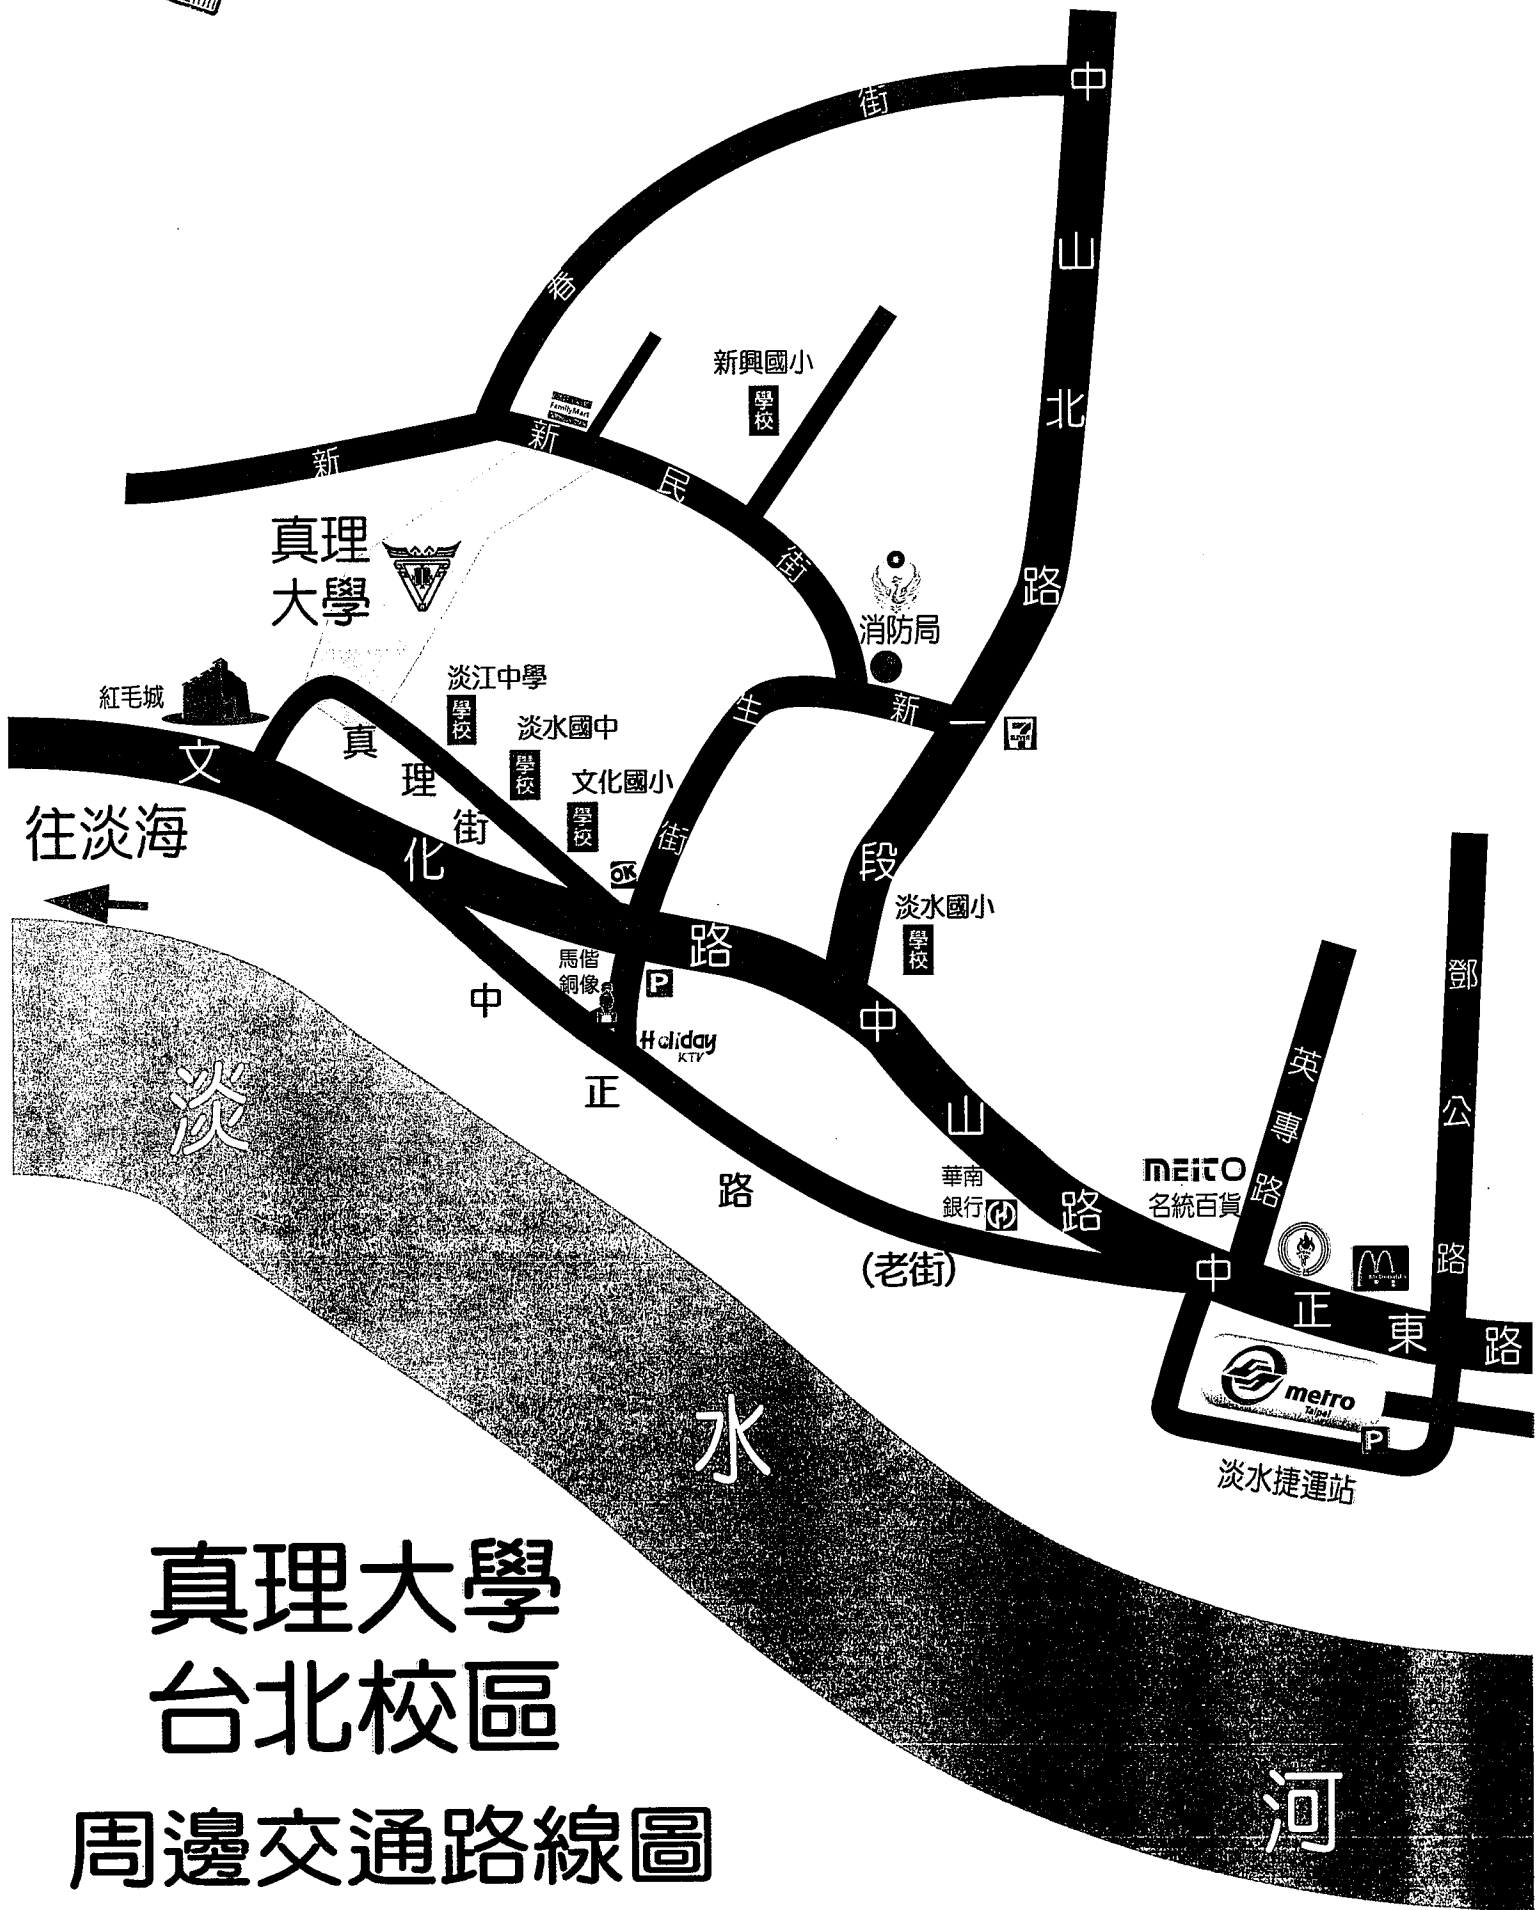 中山北路一段
春街
新
新民街
FamilyMart
新興國小
學校
真理
大學
消防局
紅毛城
淡江中學
學校
淡水國中
學校
文化國小
學校
真理街
新生街
7
ELEVEN
文化路
往淡海
OK
淡水國小
學校
馬偕
銅像
P
Holiday
KTV
中正路
(老街)
中山路
華南
銀行
MEITO
名統百貨
英專路
鄧公路
McDonald's
中正東路
metro
Taipei
P
淡水捷運站
淡水河
真理大學
台北校區
周邊交通路線圖